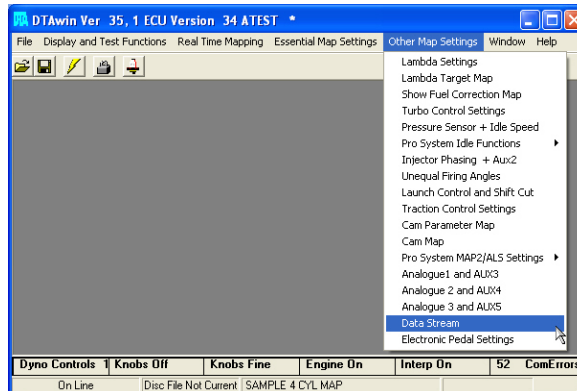 DTAwin Ver 35, 1 ECU Version 34 ATEST *
File Display and Test Functions Real Time Mapping Essential Map Settings Other Map Settings Window Help
Lambda Settings
Lambda Target Map
Show Fuel Correction Map
Turbo Control Settings
Pressure Sensor + Idle Speed
Pro System Idle Functions
Injector Phasing + Aux2
Unequal Firing Angles
Launch Control and Shift Cut
Traction Control Settings
Cam Parameter Map
Cam Map
Pro System MAP2/ALS Settings
Analogue1 and AUX3
Analogue 2 and AUX4
Analogue 3 and AUX5
Data Stream
Electronic Pedal Settings
Dyno Controls 1 Knobs Off Knobs Fine Engine On Interp On 52 ComErrors
On Line Disc File Not Current SAMPLE 4 CYL MAP